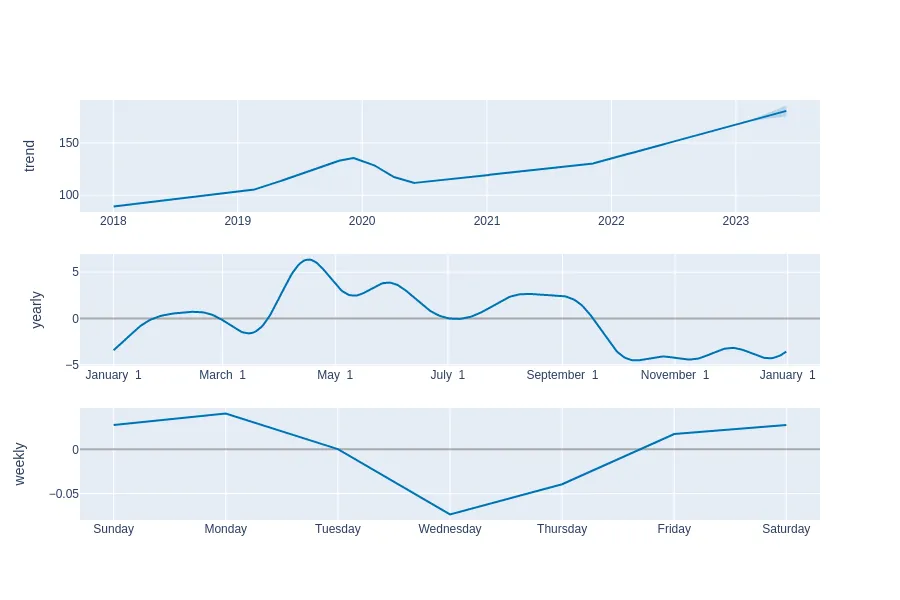 trend
150
100
2018 2019 2020 2021 2022 2023
yearly
5
0
−5
January 1 March 1 May 1 July 1 September 1 November 1 January 1
weekly
0
−0.05
Sunday Monday Tuesday Wednesday Thursday Friday Saturday